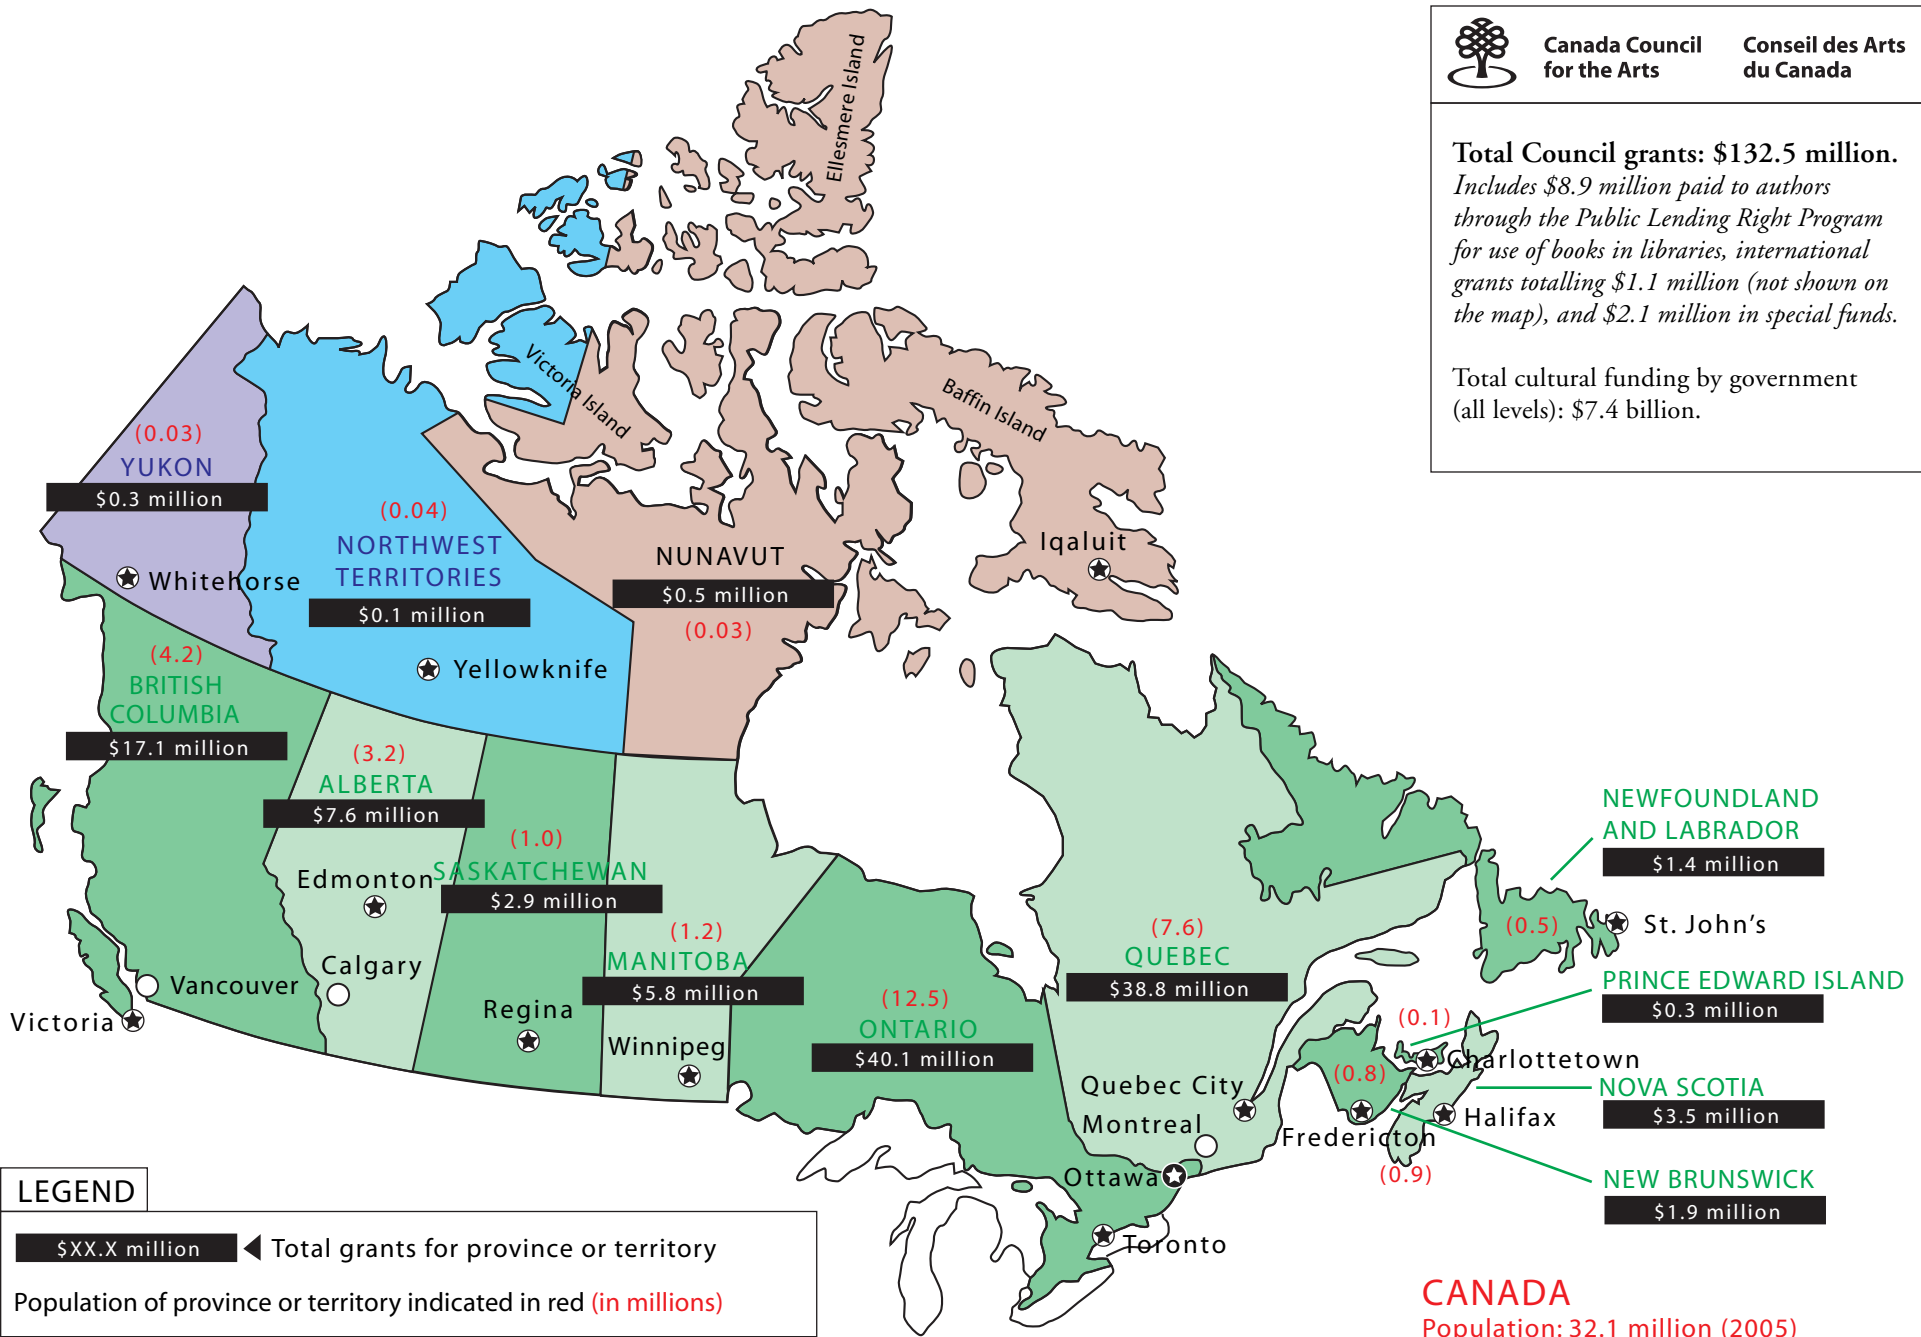 Canada Council
for the Arts
Conseil des Arts
du Canada
Total Council grants: $132.5 million.
Includes $8.9 million paid to authors
through the Public Lending Right Program
for use of books in libraries, international
grants totalling $1.1 million (not shown on
the map), and $2.1 million in special funds.
Total cultural funding by government
(all levels): $7.4 billion.
Ellesmere Island
Victoria Island
Baffin Island
(0.03)
YUKON
$0.3 million
Whitehorse
(0.04)
NORTHWEST
TERRITORIES
$0.1 million
Yellowknife
NUNAVUT
$0.5 million
(0.03)
Iqaluit
(4.2)
BRITISH
COLUMBIA
$17.1 million
Vancouver
Victoria
(3.2)
ALBERTA
$7.6 million
Edmonton
Calgary
(1.0)
SASKATCHEWAN
$2.9 million
Regina
(1.2)
MANITOBA
$5.8 million
Winnipeg
(12.5)
ONTARIO
$40.1 million
Ottawa
Toronto
(7.6)
QUEBEC
$38.8 million
Quebec City
Montreal
NEWFOUNDLAND
AND LABRADOR
$1.4 million
(0.5)
St. John's
PRINCE EDWARD ISLAND
$0.3 million
(0.1)
Charlottetown
NOVA SCOTIA
$3.5 million
Halifax
(0.9)
(0.8)
Fredericton
NEW BRUNSWICK
$1.9 million
LEGEND
$XX.X million
Total grants for province or territory
Population of province or territory indicated in red (in millions)
CANADA
Population: 32.1 million (2005)